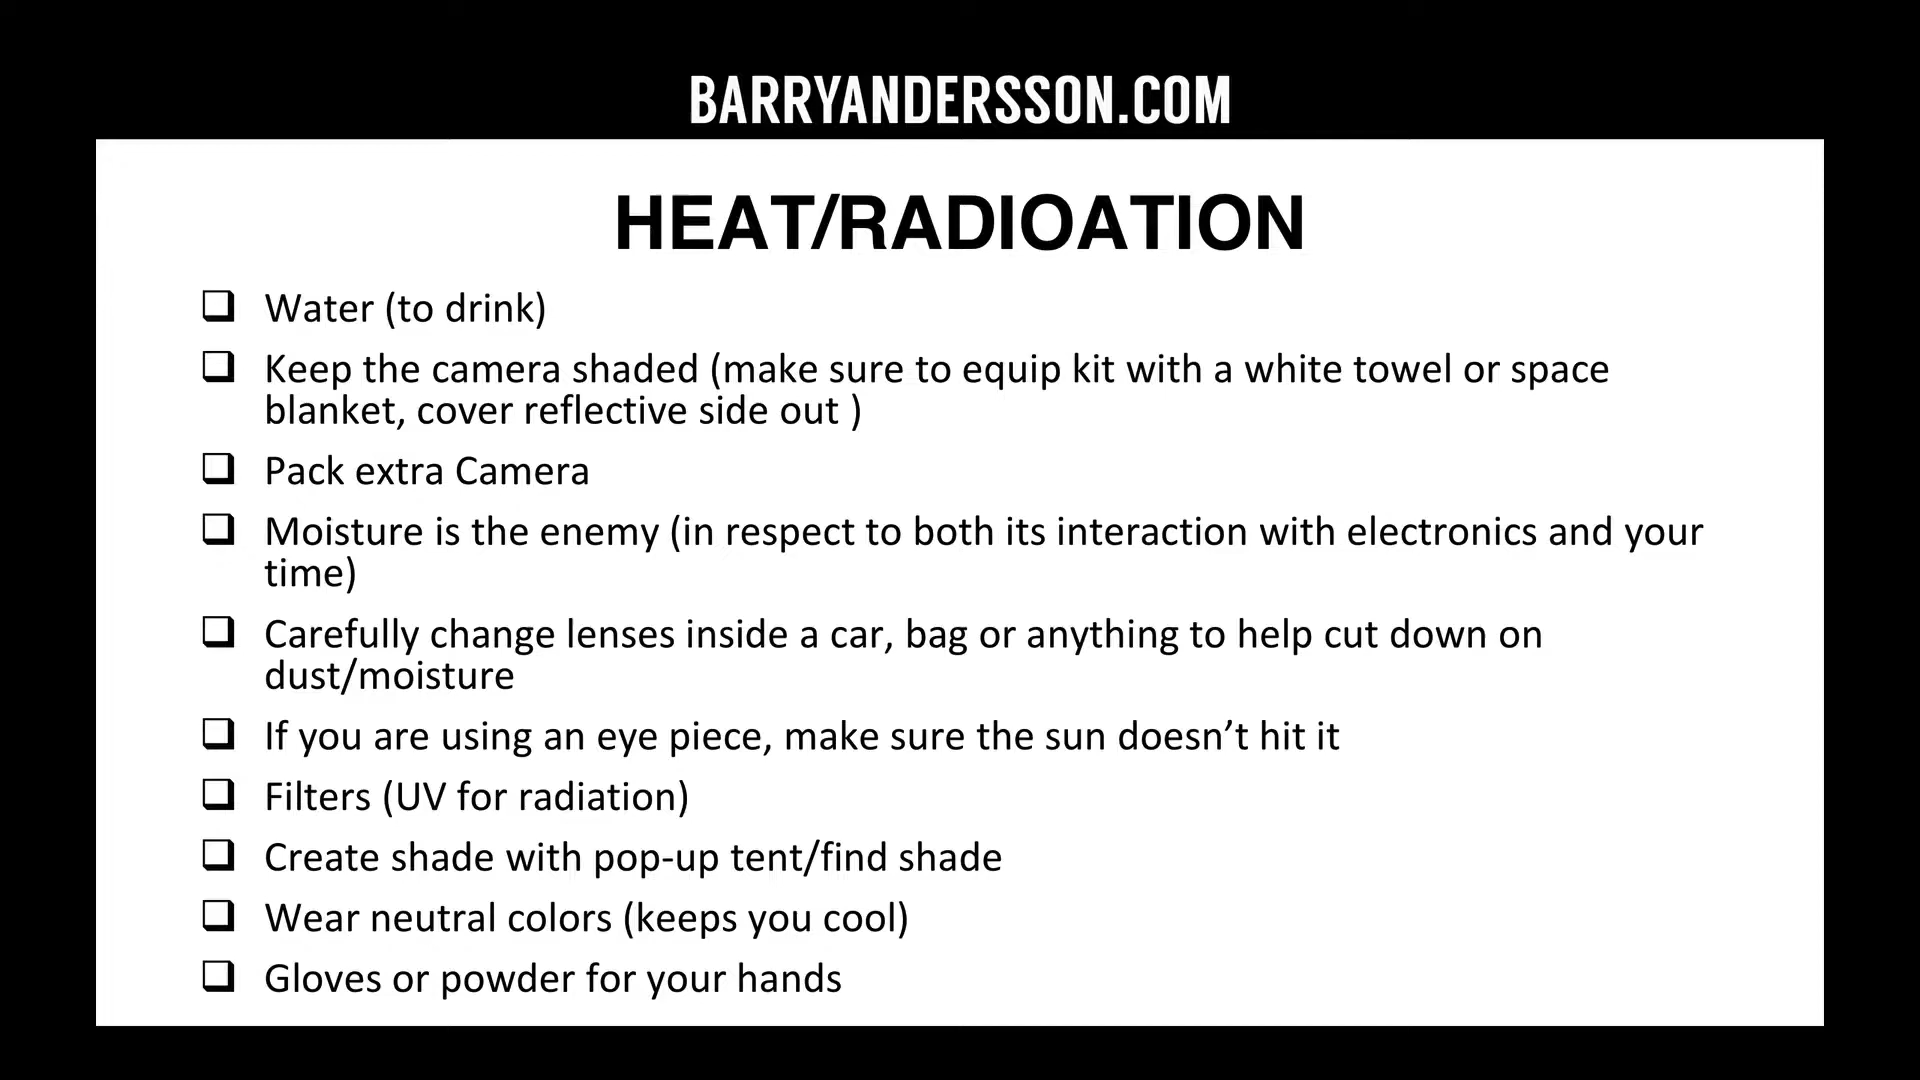 BARRYANDERSSON.COM
HEAT/RADIOATION
❑ Water (to drink)
❑ Keep the camera shaded (make sure to equip kit with a white towel or space
blanket, cover reflective side out )
❑ Pack extra Camera
❑ Moisture is the enemy (in respect to both its interaction with electronics and your
time)
❑ Carefully change lenses inside a car, bag or anything to help cut down on
dust/moisture
❑ If you are using an eye piece, make sure the sun doesn’t hit it
❑ Filters (UV for radiation)
❑ Create shade with pop-up tent/find shade
❑ Wear neutral colors (keeps you cool)
❑ Gloves or powder for your hands